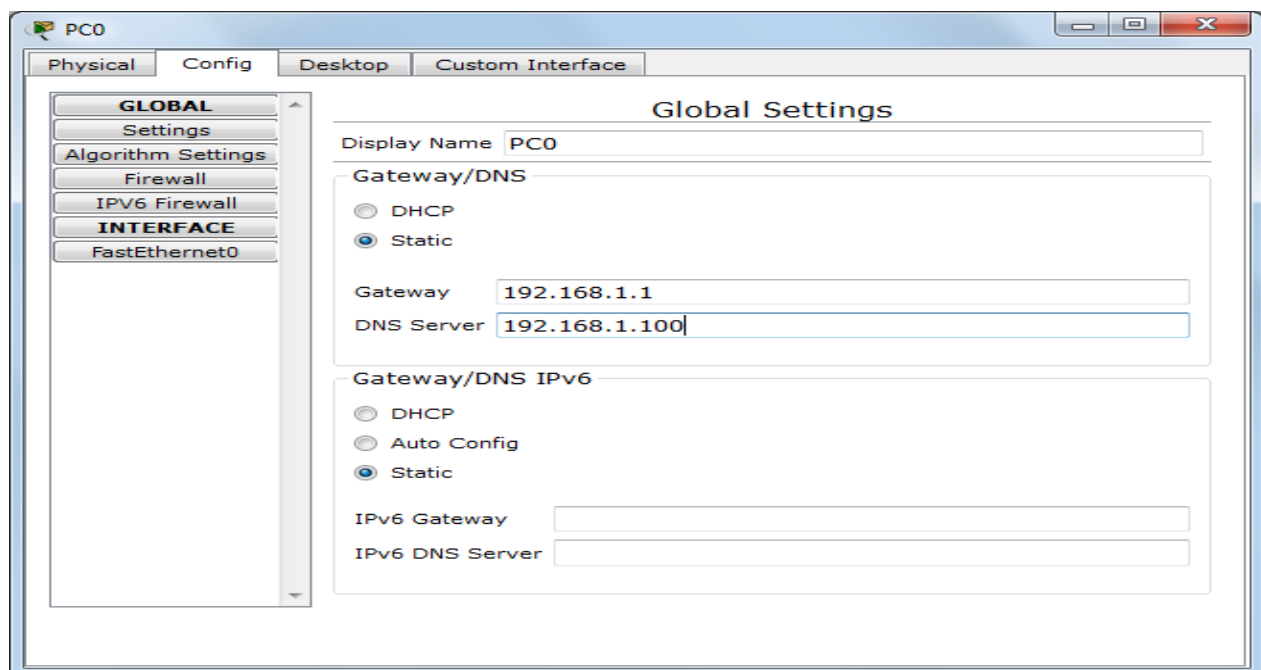 PC0
Physical Config Desktop Custom Interface
GLOBAL
Settings
Algorithm Settings
Firewall
IPV6 Firewall
INTERFACE
FastEthernet0
Global Settings
Display Name PC0
Gateway/DNS
DHCP
Static
Gateway 192.168.1.1
DNS Server 192.168.1.100
Gateway/DNS IPv6
DHCP
Auto Config
Static
IPv6 Gateway
IPv6 DNS Server